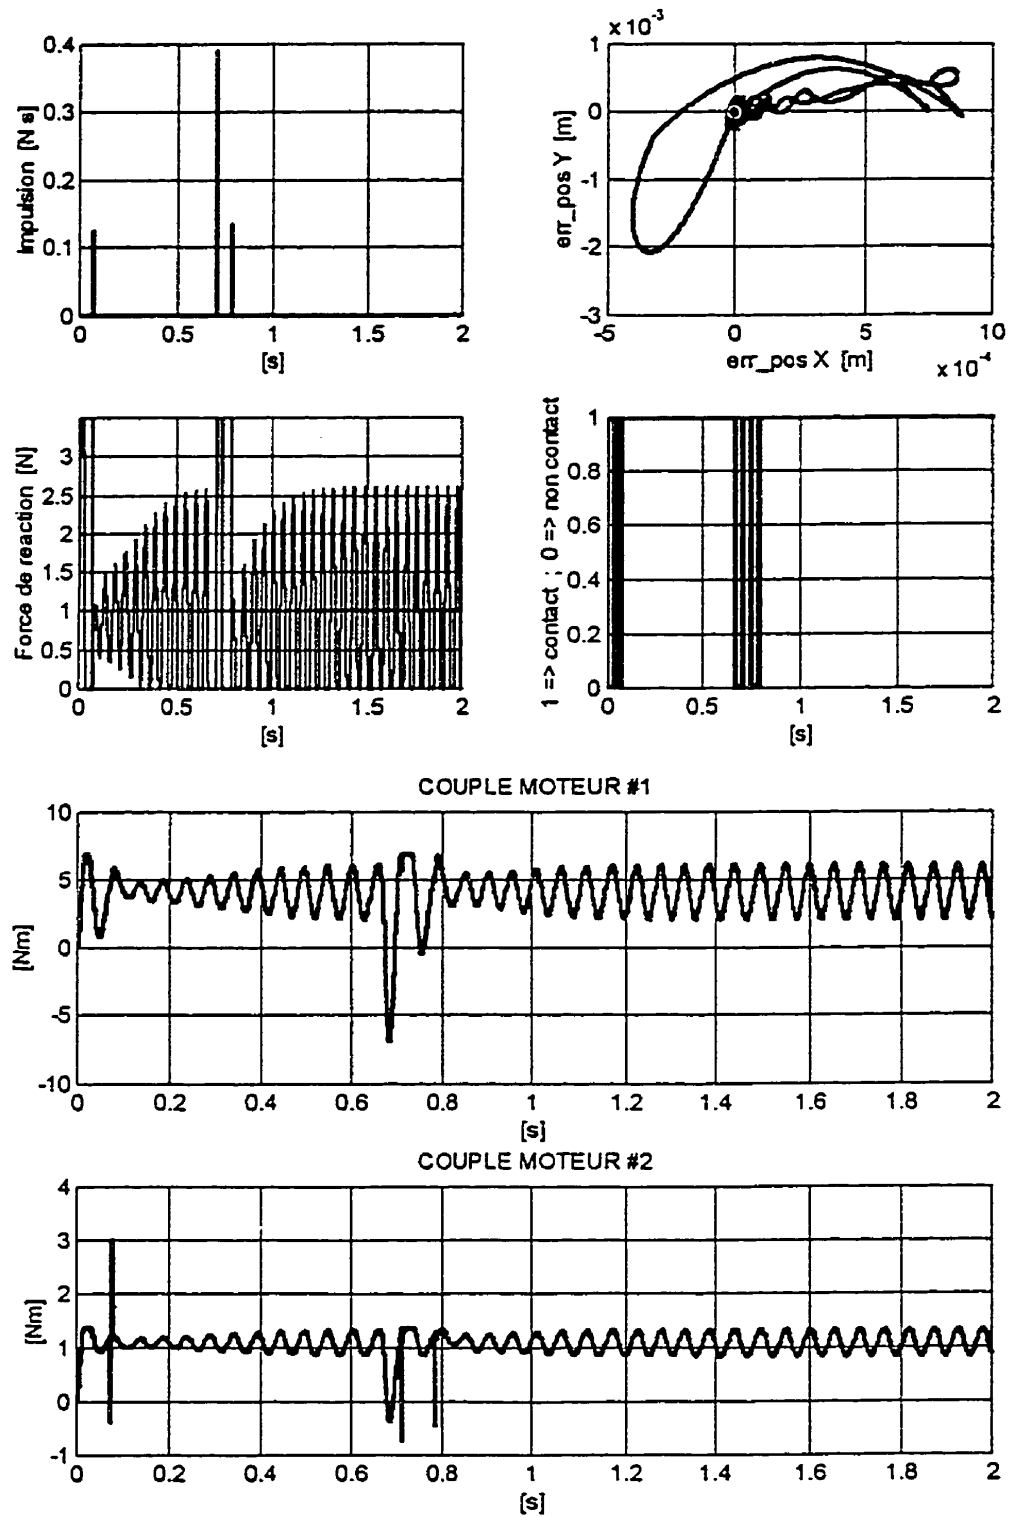 Impulsion [N s]
0.4
0.3
0.2
0.1
0
0 0.5 1 1.5 2
[s]
x 10^-3
err_pos Y [m]
1
0
-1
-2
-3
-5 0 5 10
err_pos X [m]
x 10^-4
Force de reaction [N]
3
2.5
2
1.5
1
0.5
0
0 0.5 1 1.5 2
[s]
1 => contact ; 0 => non contact
1
0.8
0.6
0.4
0.2
0
0 0.5 1 1.5 2
[s]
COUPLE MOTEUR #1
[Nm]
10
5
0
-5
-10
0 0.2 0.4 0.6 0.8 1 1.2 1.4 1.6 1.8 2
[s]
COUPLE MOTEUR #2
[Nm]
4
3
2
1
0
-1
0 0.2 0.4 0.6 0.8 1 1.2 1.4 1.6 1.8 2
[s]